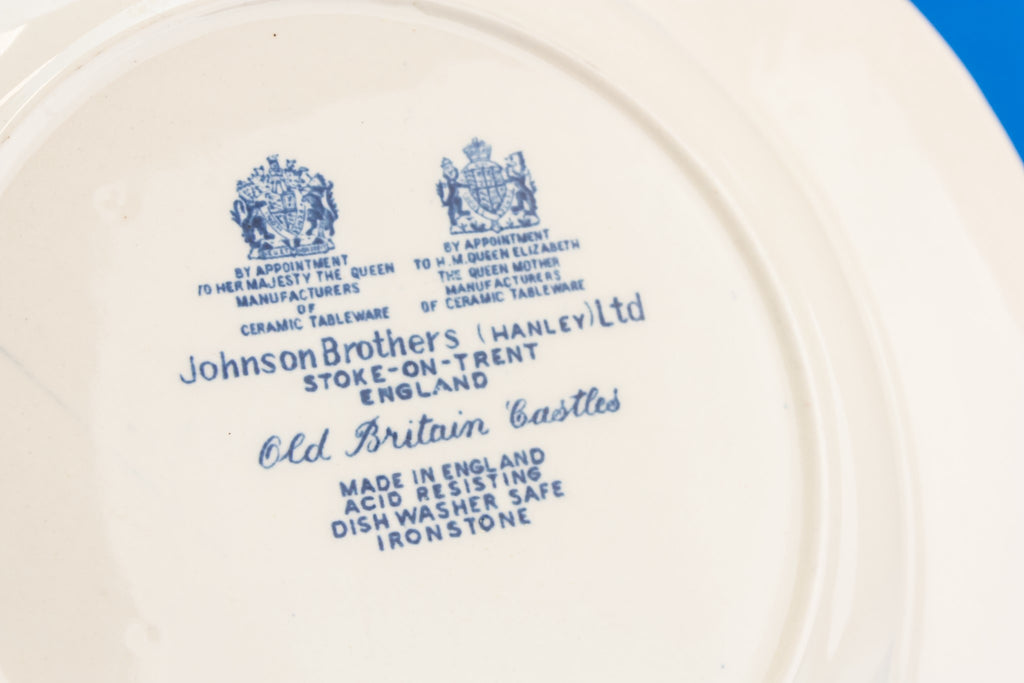 BY APPOINTMENT
TO HER MAJESTY THE QUEEN
MANUFACTURERS
OF
CERAMIC TABLEWARE
BY APPOINTMENT
TO H.M. QUEEN ELIZABETH
THE QUEEN MOTHER
MANUFACTURERS
OF CERAMIC TABLEWARE
Johnson Brothers (HANLEY) Ltd
STOKE-ON-TRENT
ENGLAND
Old Britain Castles
MADE IN ENGLAND
ACID RESISTING
DISH WASHER SAFE
IRONSTONE